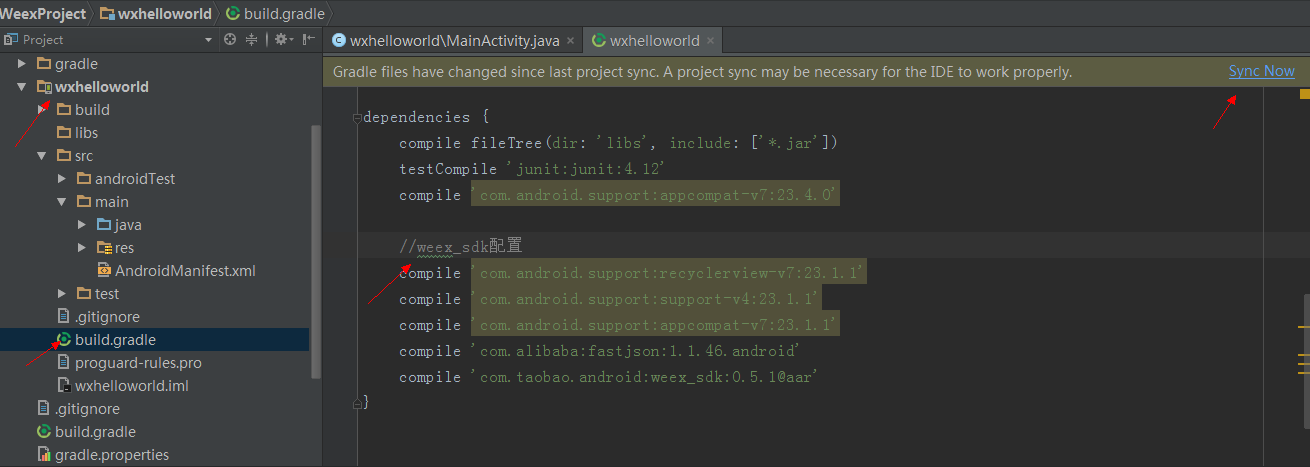 WeexProject wxhelloworld build.gradle
Project
wxhelloworld\MainActivity.java × wxhelloworld ×
Gradle files have changed since last project sync. A project sync may be necessary for the IDE to work properly. Sync Now
gradle
wxhelloworld
build
libs
src
androidTest
main
java
res
AndroidManifest.xml
test
.gitignore
build.gradle
proguard-rules.pro
wxhelloworld.iml
.gitignore
build.gradle
gradle.properties
dependencies {
compile fileTree(dir: 'libs', include: ['*.jar'])
testCompile 'junit:junit:4.12'
compile 'com.android.support:appcompat-v7:23.4.0'
//weex_sdk配置
compile 'com.android.support:recyclerview-v7:23.1.1'
compile 'com.android.support:support-v4:23.1.1'
compile 'com.android.support:appcompat-v7:23.1.1'
compile 'com.alibaba:fastjson:1.1.46.android'
compile 'com.taobao.android:weex_sdk:0.5.1@aar'
}